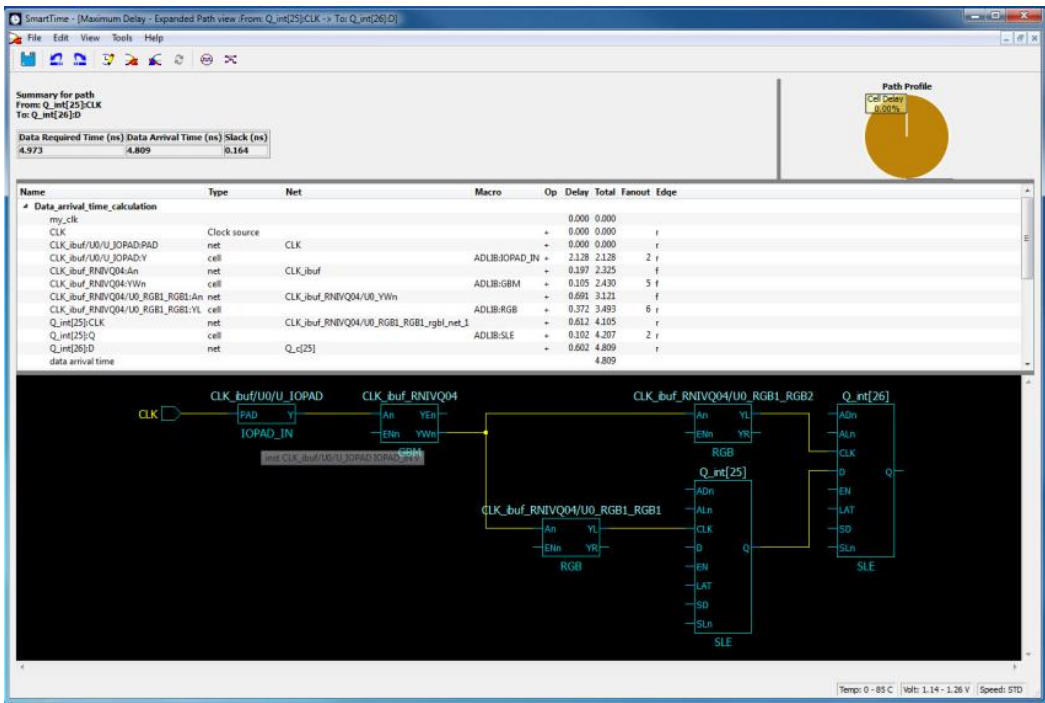 SmartTime - [Maximum Delay - Expanded Path view :From: Q_int[25]:CLK -> To: Q_int[26]:D]
File Edit View Tools Help
Summary for path
From: Q_int[25]:CLK
To: Q_int[26]:D
Data Required Time (ns) Data Arrival Time (ns) Slack (ns)
4.973 4.809 0.164
Path Profile
Cell Delay
0.00%
Name Type Net Macro Op Delay Total Fanout Edge
Data_arrival_time_calculation
my_clk 0.000 0.000
CLK Clock source + 0.000 0.000 r
CLK_ibuf/U0/U_IOPAD:PAD net CLK + 0.000 0.000 r
CLK_ibuf/U0/U_IOPAD:Y cell ADLIB:IOPAD_IN + 2.128 2.128 2 r
CLK_ibuf_RNIVQ04:An net CLK_ibuf + 0.197 2.325 f
CLK_ibuf_RNIVQ04:YWn cell ADLIB:GBM + 0.105 2.430 5 f
CLK_ibuf_RNIVQ04/U0_RGB1_RGB1:An net CLK_ibuf_RNIVQ04/U0_YWn + 0.691 3.121 f
CLK_ibuf_RNIVQ04/U0_RGB1_RGB1:YL cell ADLIB:RGB + 0.372 3.493 6 r
Q_int[25]:CLK net CLK_ibuf_RNIVQ04/U0_RGB1_RGB1_rgbl_net_1 + 0.612 4.105 r
Q_int[25]:Q cell ADLIB:SLE + 0.102 4.207 2 r
Q_int[26]:D net Q_c[25] + 0.602 4.809 r
data arrival time 4.809
CLK_ibuf/U0/U_IOPAD CLK_ibuf_RNIVQ04 CLK_ibuf_RNIVQ04/U0_RGB1_RGB2 Q_int[26]
CLK PAD Y An YEn An YL ADn
ENn YWn ENn YR ALn
IOPAD_IN GBM RGB CLK
inst CLK_ibuf/U0/U_IOPAD IOPAD_IN
Q_int[25] D Q
ADn EN
CLK_ibuf_RNIVQ04/U0_RGB1_RGB1 ALn LAT
An YL CLK SD
ENn YR D Q SLn
RGB EN SLE
LAT
SD
SLn
SLE
Temp: 0 - 85 C Volt: 1.14 - 1.26 V Speed: STD